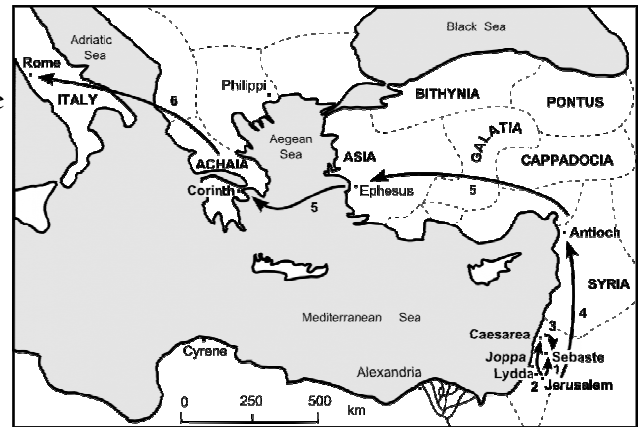 Black Sea
Adriatic
Sea
Rome
ITALY
Philippi
BITHYNIA
PONTUS
6
GALATIA
Aegean
Sea
ASIA
CAPPADOCIA
ACHAIA
Corinth
Ephesus
5
5
Antioch
SYRIA
4
Mediterranean Sea
Caesarea
3
Cyrene
Joppa
Sebaste
Alexandria
Lydda
1
2
Jerusalem
0 250 500
km